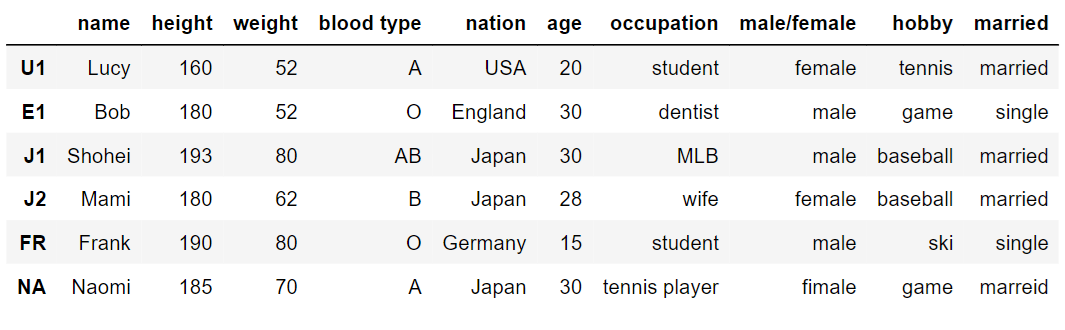 name height weight blood type nation age occupation male/female hobby married
U1 Lucy 160 52 A USA 20 student female tennis married
E1 Bob 180 52 O England 30 dentist male game single
J1 Shohei 193 80 AB Japan 30 MLB male baseball married
J2 Mami 180 62 B Japan 28 wife female baseball married
FR Frank 190 80 O Germany 15 student male ski single
NA Naomi 185 70 A Japan 30 tennis player fimale game marreid